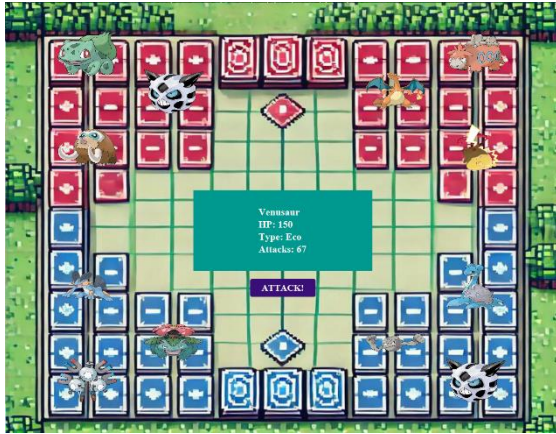 Venusaur
HP: 150
Type: Eco
Attacks: 67
ATTACK!